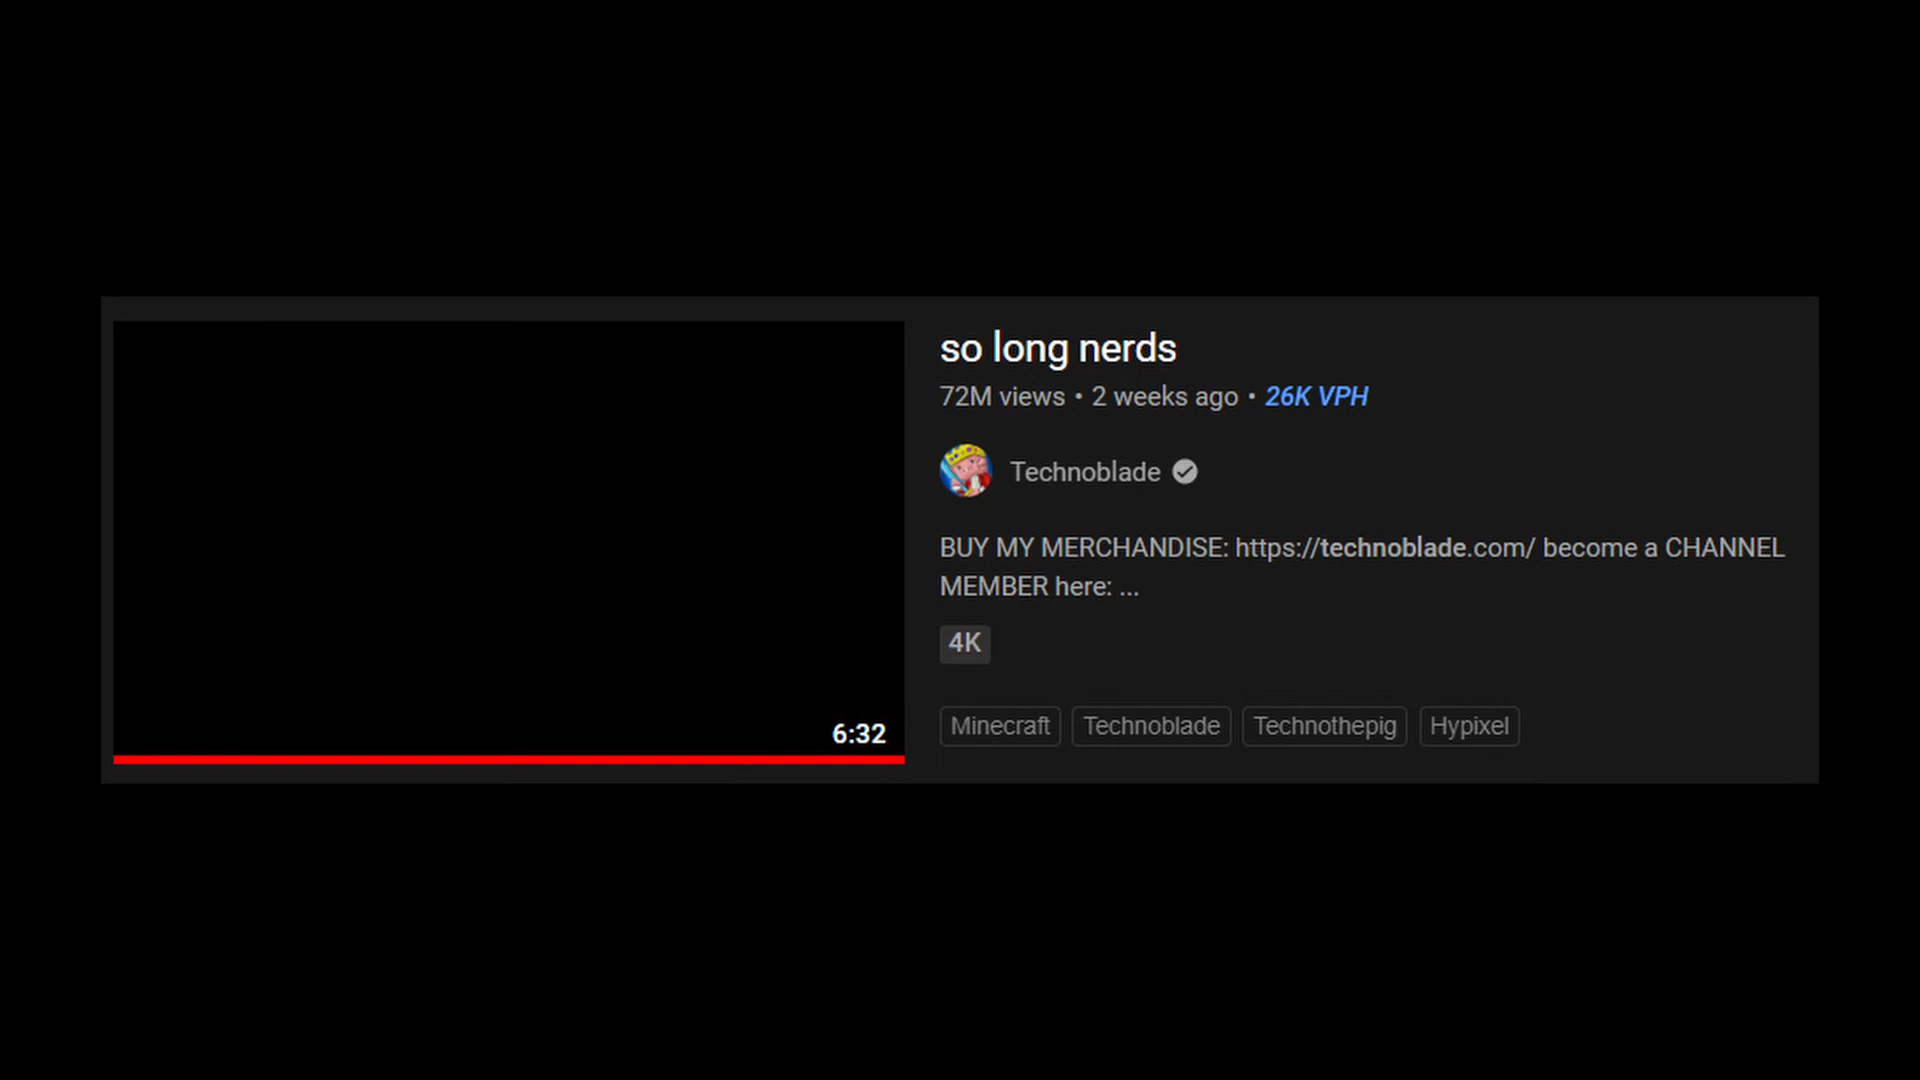 so long nerds
72M views • 2 weeks ago • 26K VPH
Technoblade
BUY MY MERCHANDISE: https://technoblade.com/ become a CHANNEL
MEMBER here: ...
4K
6:32
Minecraft Technoblade Technothepig Hypixel